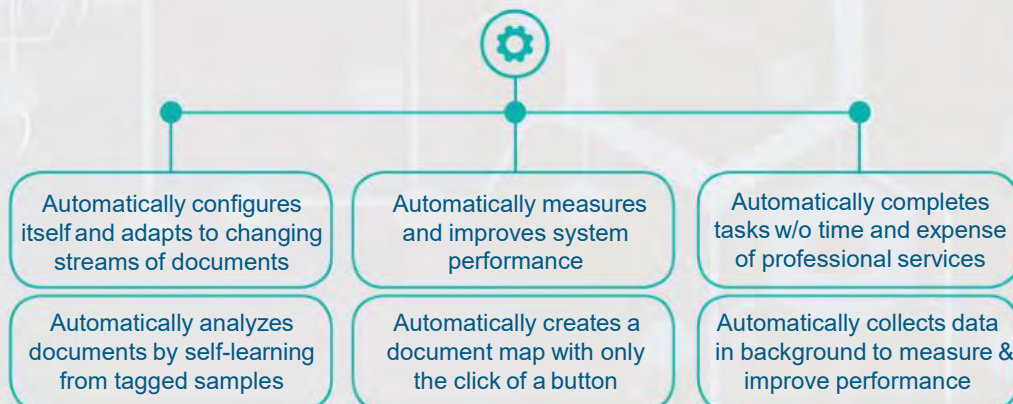 Automatically configures
itself and adapts to changing
streams of documents
Automatically measures
and improves system
performance
Automatically completes
tasks w/o time and expense
of professional services
Automatically analyzes
documents by self-learning
from tagged samples
Automatically creates a
document map with only
the click of a button
Automatically collects data
in background to measure &
improve performance